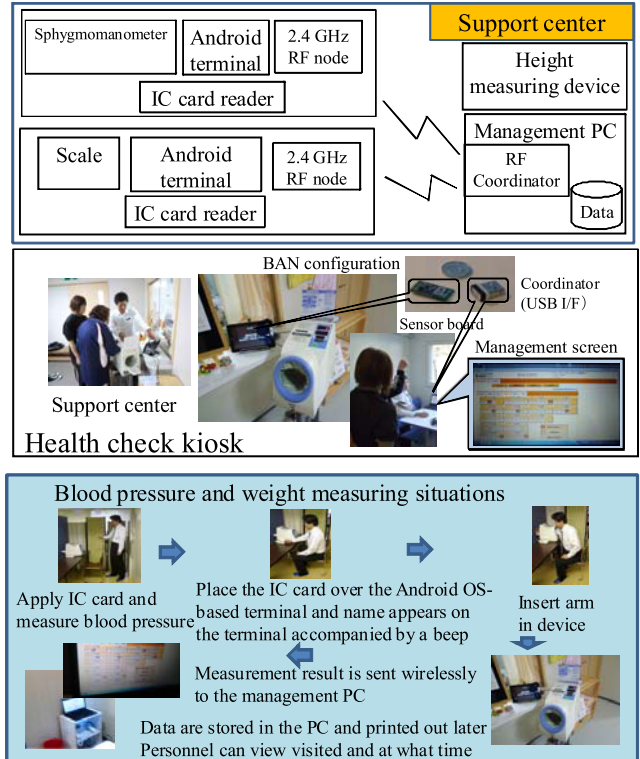 Support center
Sphygmomanometer
Android
terminal
2.4 GHz
RF node
IC card reader
Height
measuring device
Scale
Android
terminal
2.4 GHz
RF node
IC card reader
Management PC
RF
Coordinator
Data
BAN configuration
Coordinator
(USB I/F)
Sensor board
Management screen
Support center
Health check kiosk
Blood pressure and weight measuring situations
Apply IC card and
measure blood pressure
Place the IC card over the Android OS-
based terminal and name appears on
the terminal accompanied by a beep
Insert arm
in device
Measurement result is sent wirelessly
to the management PC
Data are stored in the PC and printed out later
Personnel can view visited and at what time